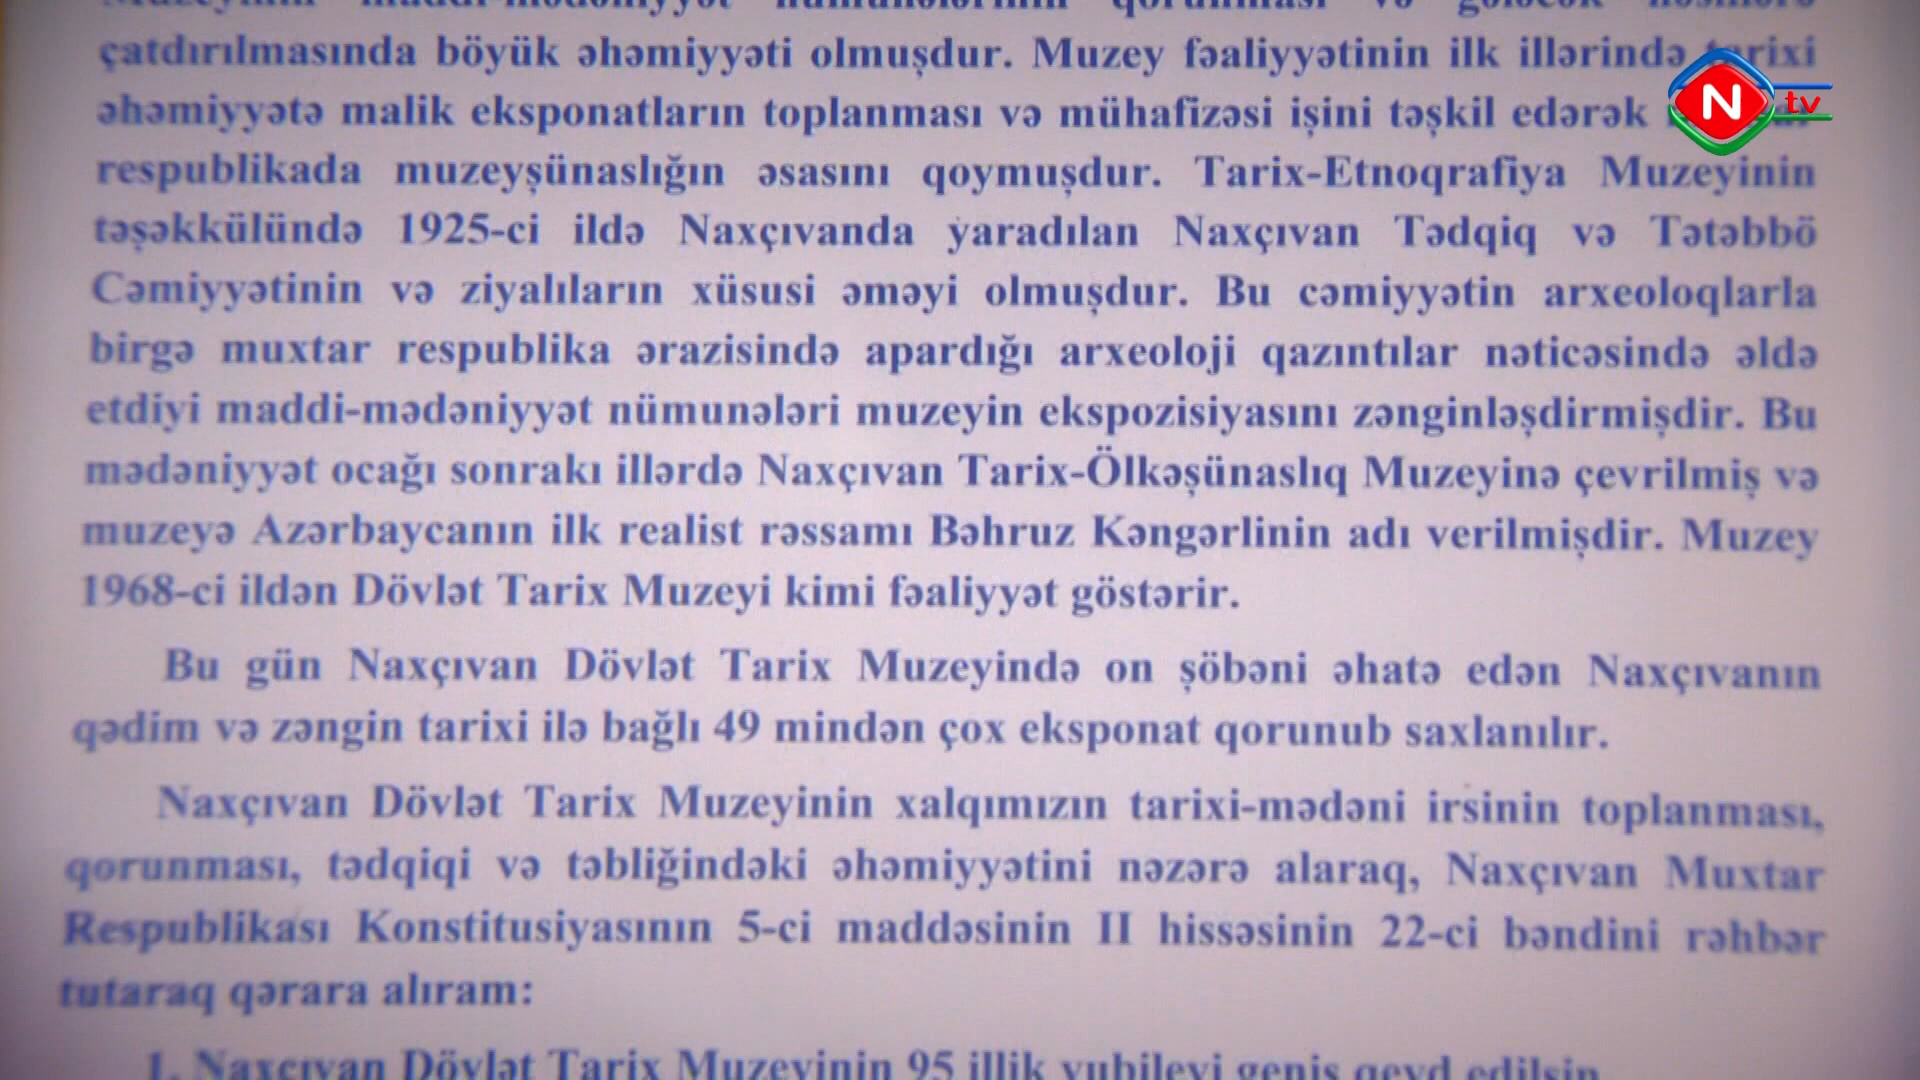 Muzeyinin maddi-mədəniyyət nümunələrinin qorunması və gələcək nəsillərə
çatdırılmasında böyük əhəmiyyəti olmuşdur. Muzey fəaliyyətinin ilk illərində tarixi
əhəmiyyətə malik eksponatların toplanması və mühafizəsi işini təşkil edərək
respublikada muzeyşünaslığın əsasını qoymuşdur. Tarix-Etnoqrafiya Muzeyinin
təşəkkülündə 1925-ci ildə Naxçıvanda yaradılan Naxçıvan Tədqiq və Tətəbbö
Cəmiyyətinin və ziyalıların xüsusi əməyi olmuşdur. Bu cəmiyyətin arxeoloqlarla
birgə muxtar respublika ərazisində apardığı arxeoloji qazıntılar nəticəsində əldə
etdiyi maddi-mədəniyyət nümunələri muzeyin ekspozisiyasını zənginləşdirmişdir. Bu
mədəniyyət ocağı sonrakı illərdə Naxçıvan Tarix-Ölkəşünaslıq Muzeyinə çevrilmiş və
muzeyə Azərbaycanın ilk realist rəssamı Bəhruz Kəngərlinin adı verilmişdir. Muzey
1968-ci ildən Dövlət Tarix Muzeyi kimi fəaliyyət göstərir.
Bu gün Naxçıvan Dövlət Tarix Muzeyində on şöbəni əhatə edən Naxçıvanın
qədim və zəngin tarixi ilə bağlı 49 mindən çox eksponat qorunub saxlanılır.
Naxçıvan Dövlət Tarix Muzeyinin xalqımızın tarixi-mədəni irsinin toplanması,
qorunması, tədqiqi və təbliğindəki əhəmiyyətini nəzərə alaraq, Naxçıvan Muxtar
Respublikası Konstitusiyasının 5-ci maddəsinin II hissəsinin 22-ci bəndini rəhbər
tutaraq qərara alıram:
1. Naxçıvan Dövlət Tarix Muzeyinin 95 illik yubileyi geniş qeyd edilsin.
N tv